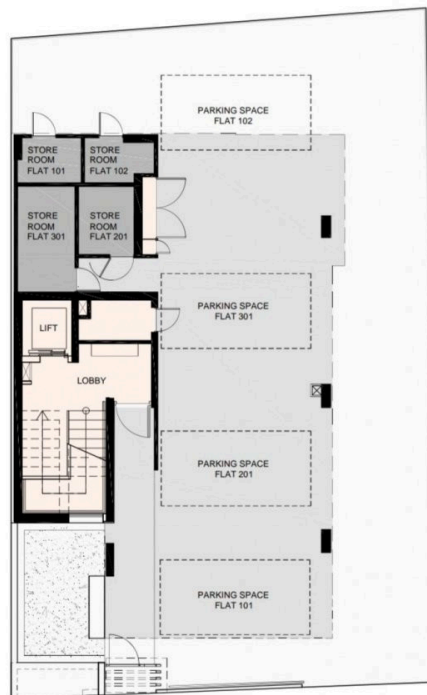 PARKING SPACE
FLAT 102
STORE
ROOM
FLAT 101
STORE
ROOM
FLAT 102
STORE
ROOM
FLAT 301
STORE
ROOM
FLAT 201
PARKING SPACE
FLAT 301
LIFT
LOBBY
PARKING SPACE
FLAT 201
PARKING SPACE
FLAT 101